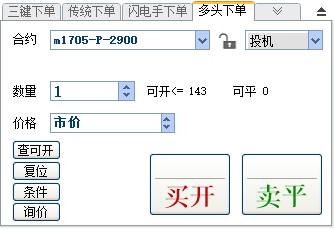 三键下单 传统下单 闪电手下单 多头下单
合约 m1705-P-2900 投机
数量 1 可开<= 143 可平 0
价格 市价
查可开
复位
条件
询价
买开 卖平